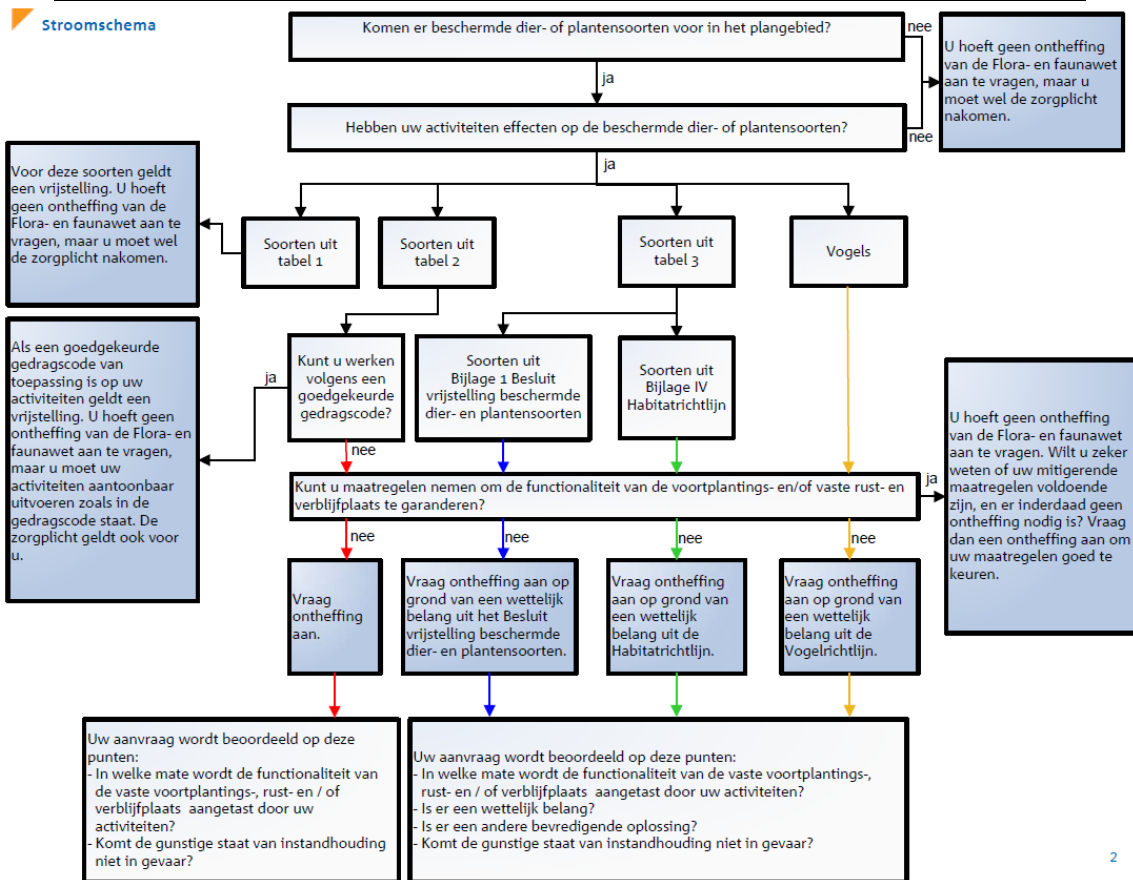 Stroomschema
Komen er beschermde dier- of plantensoorten voor in het plangebied?
nee
U hoeft geen ontheffing
van de Flora- en faunawet
aan te vragen, maar u
moet wel de zorgplicht
nakomen.
ja
Hebben uw activiteiten effecten op de beschermde dier- of plantensoorten?
nee
ja
Voor deze soorten geldt
een vrijstelling. U hoeft
geen ontheffing van de
Flora- en faunawet aan te
vragen, maar u moet wel
de zorgplicht nakomen.
Soorten uit
tabel 1
Soorten uit
tabel 2
Soorten uit
tabel 3
Vogels
Als een goedgekeurde
gedragscode van
toepassing is op uw
activiteiten geldt een
vrijstelling. U hoeft geen
ontheffing van de Flora- en
faunawet aan te vragen,
maar u moet uw
activiteiten aantoonbaar
uitvoeren zoals in de
gedragscode staat. De
zorgplicht geldt ook voor
u.
ja
Kunt u werken
volgens een
goedgekeurde
gedragscode?
Soorten uit
Bijlage 1 Besluit
vrijstelling beschermde
dier- en plantensoorten
Soorten uit
Bijlage IV
Habitatrichtlijn
nee
Kunt u maatregelen nemen om de functionaliteit van de voortplantings- en/of vaste rust- en
verblijfplaats te garanderen?
ja
U hoeft geen ontheffing
van de Flora- en faunawet
aan te vragen. Wilt u zeker
weten of uw mitigerende
maatregelen voldoende
zijn, en er inderdaad geen
ontheffing nodig is? Vraag
dan een ontheffing aan om
uw maatregelen goed te
keuren.
nee
nee
nee
nee
Vraag
ontheffing
aan.
Vraag ontheffing aan op
grond van een wettelijk
belang uit het Besluit
vrijstelling beschermde
dier- en plantensoorten.
Vraag ontheffing
aan op grond van
een wettelijk
belang uit de
Habitatrichtlijn.
Vraag ontheffing
aan op grond van
een wettelijk
belang uit de
Vogelrichtlijn.
Uw aanvraag wordt beoordeeld op deze
punten:
- In welke mate wordt de functionaliteit van
de vaste voortplantings-, rust- en / of
verblijfplaats aangetast door uw
activiteiten?
- Komt de gunstige staat van instandhouding
niet in gevaar?
Uw aanvraag wordt beoordeeld op deze punten:
- In welke mate wordt de functionaliteit van de vaste voortplantings-,
rust- en / of verblijfplaats aangetast door uw activiteiten?
- Is er een wettelijk belang?
- Is er een andere bevredigende oplossing?
- Komt de gunstige staat van instandhouding niet in gevaar?
2